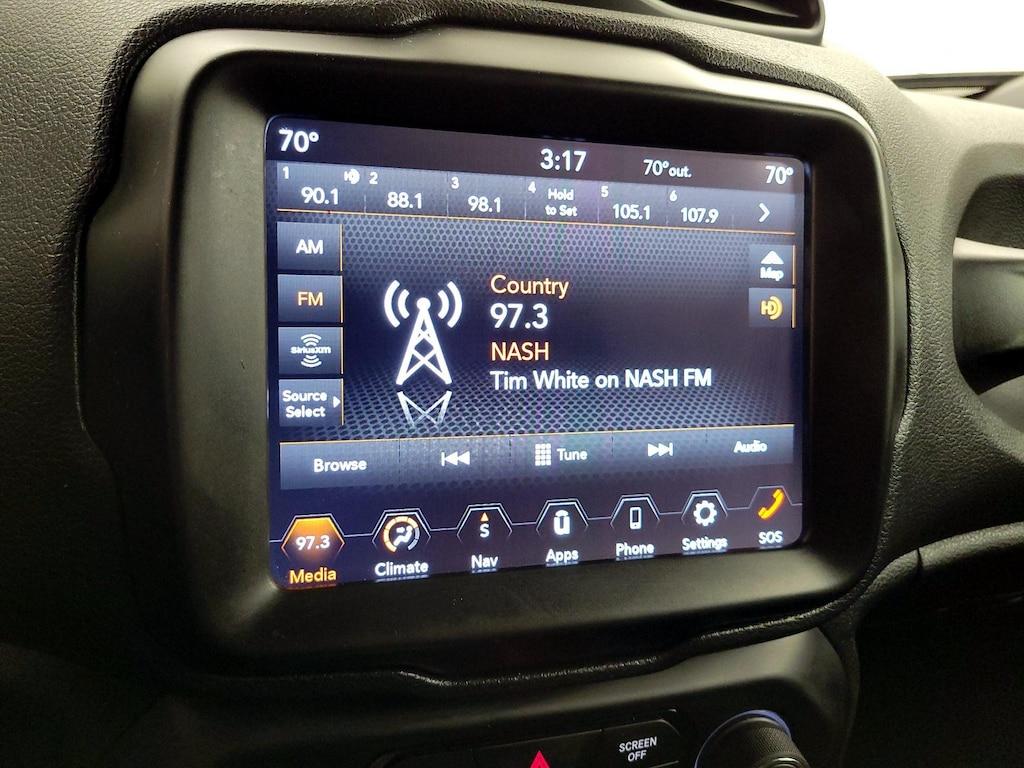 70°
3:17
70°out.
70°
1
90.1
HD
2
88.1
3
98.1
4
Hold
to Set
5
105.1
6
107.9
AM
FM
SiriusXM
Source
Select
Country
97.3
NASH
Tim White on NASH FM
Map
HD
Browse
Tune
Audio
97.3
Media
Climate
S
Nav
u
Apps
Phone
Settings
SOS
SCREEN
OFF